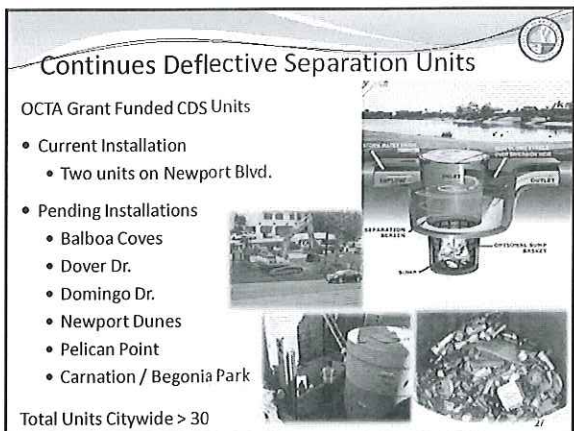 Continues Deflective Separation Units
OCTA Grant Funded CDS Units
• Current Installation
• Two units on Newport Blvd.
• Pending Installations
• Balboa Coves
• Dover Dr.
• Domingo Dr.
• Newport Dunes
• Pelican Point
• Carnation / Begonia Park
Total Units Citywide > 30
INLET
OUTLET
SEPARATION
SCREEN
OPTIONAL SUMP
BASKET
SUMP